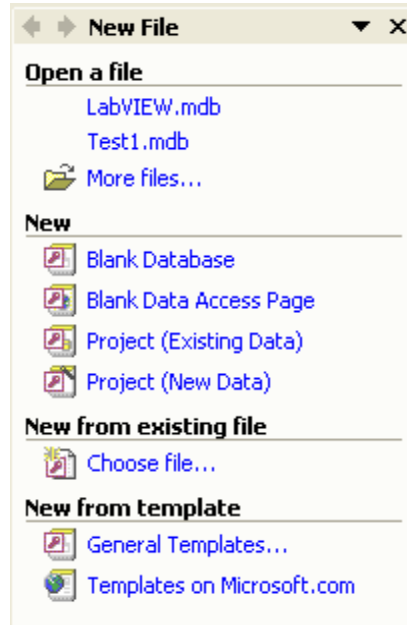 New File
Open a file
LabVIEW.mdb
Test1.mdb
More files...
New
Blank Database
Blank Data Access Page
Project (Existing Data)
Project (New Data)
New from existing file
Choose file...
New from template
General Templates...
Templates on Microsoft.com